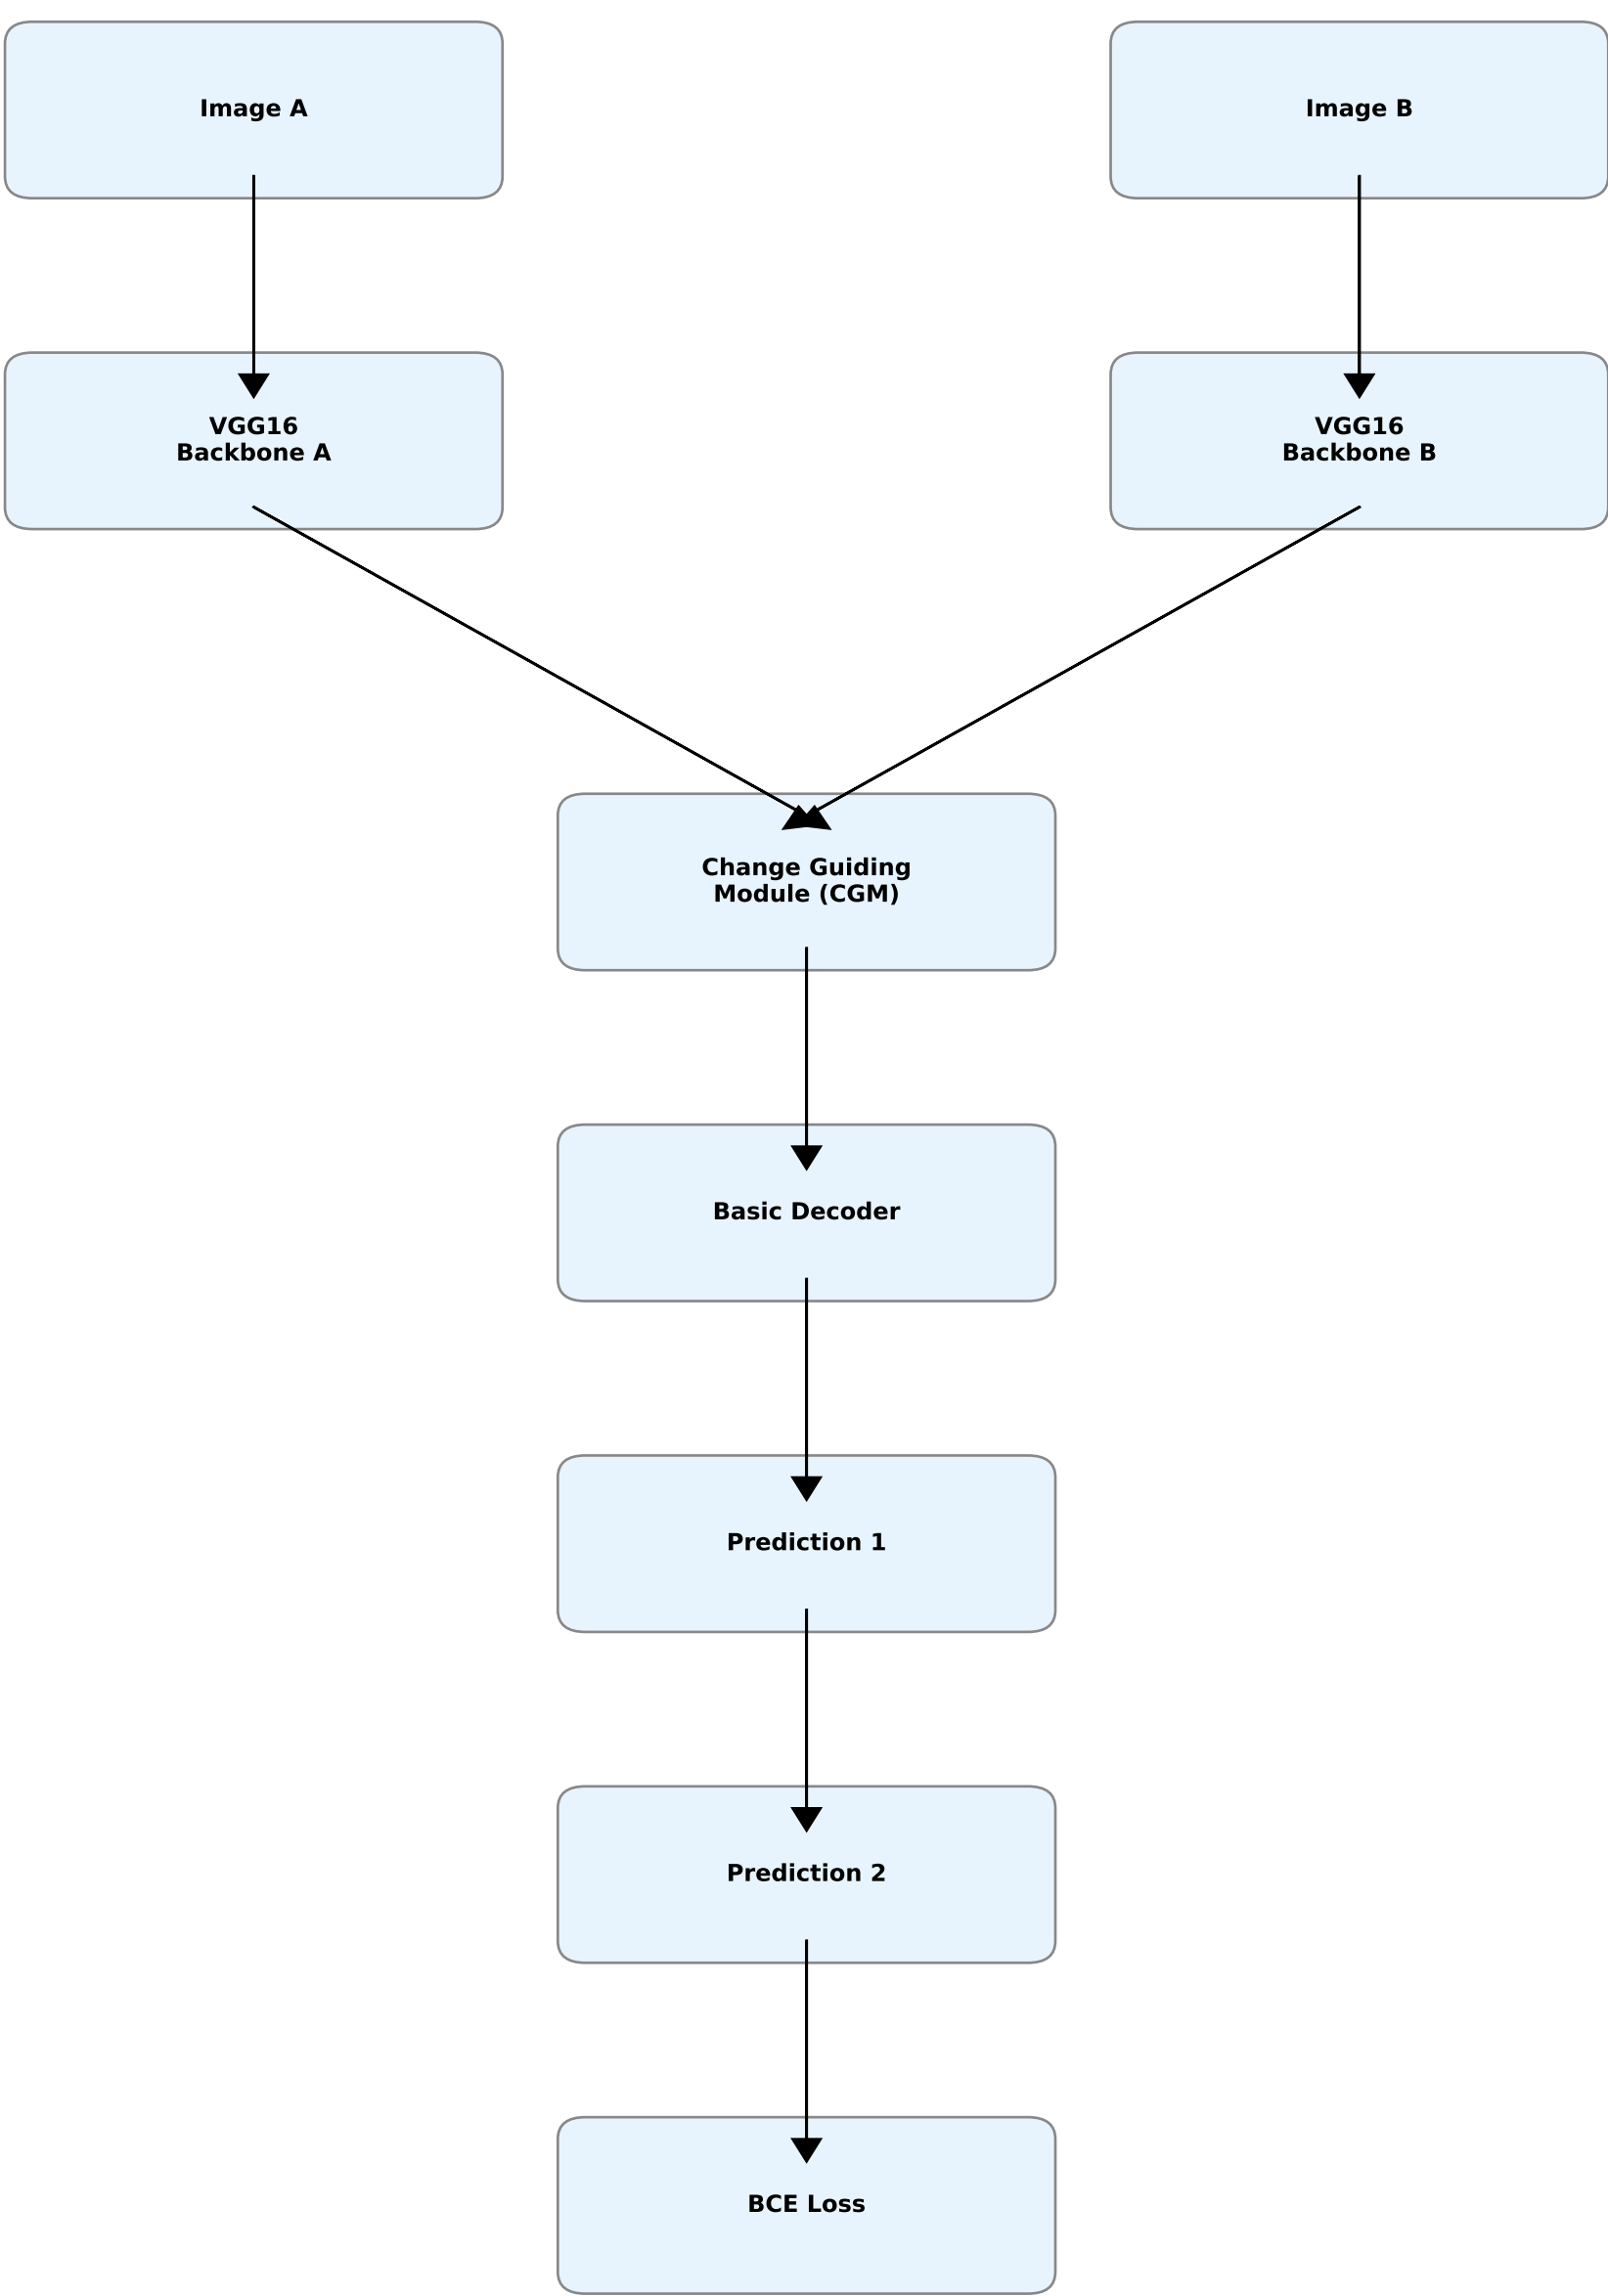 Image A
Image B
VGG16
Backbone A
VGG16
Backbone B
Change Guiding
Module (CGM)
Basic Decoder
Prediction 1
Prediction 2
BCE Loss